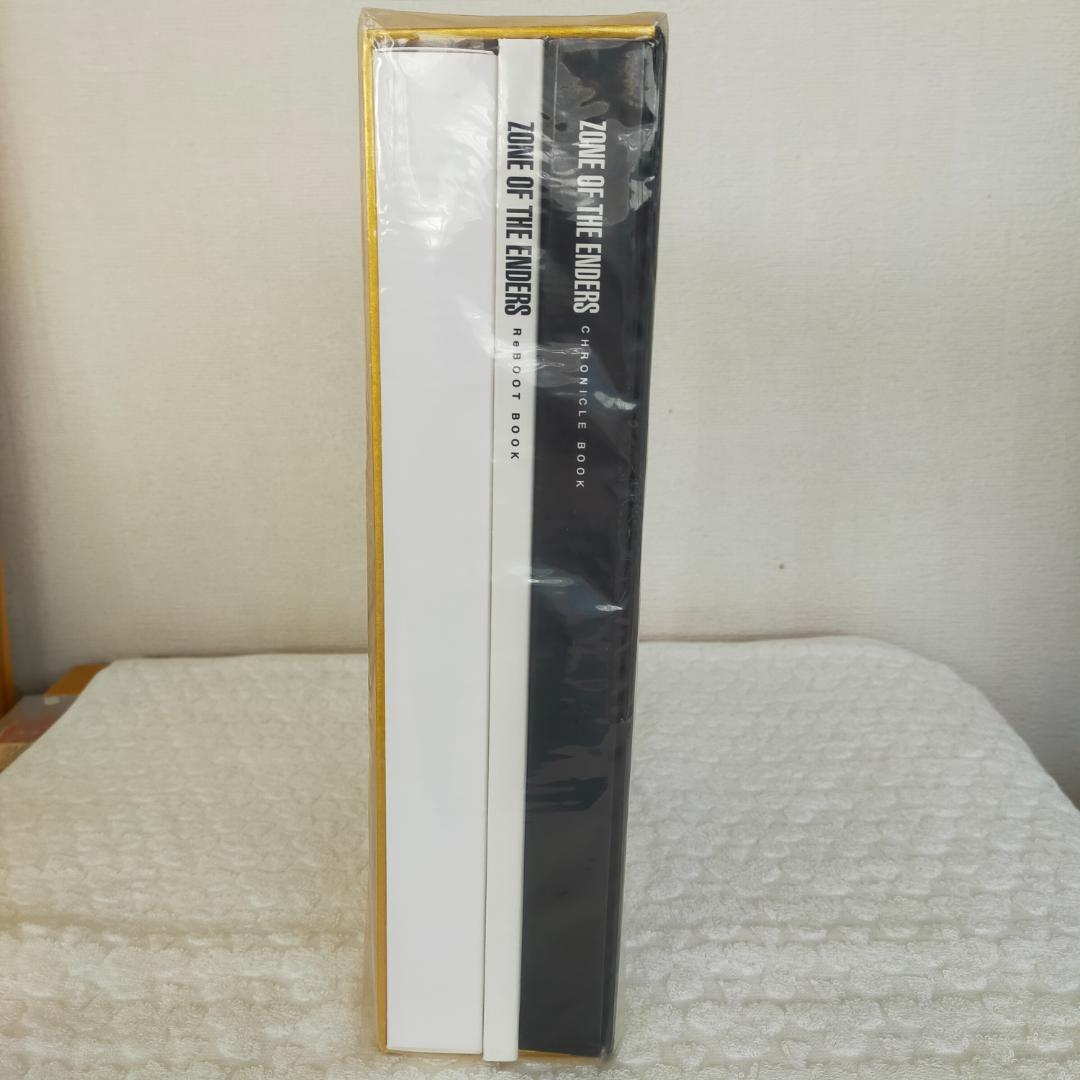 ZONE OF THE ENDERS ReBOOT BOOK
ZONE OF THE ENDERS CHRONICLE BOOK